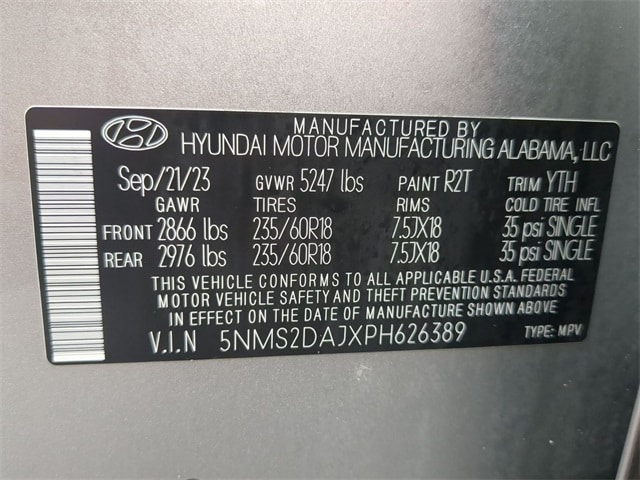 MANUFACTURED BY
HYUNDAI MOTOR MANUFACTURING ALABAMA, LLC
Sep/21/23 GVWR 5247 lbs PAINT R2T TRIM YTH
GAWR TIRES RIMS COLD TIRE INFL
FRONT 2866 lbs 235/60R18 7.5JX18 35 psi SINGLE
REAR 2976 lbs 235/60R18 7.5JX18 35 psi SINGLE
THIS VEHICLE CONFORMS TO ALL APPLICABLE U.S.A. FEDERAL
MOTOR VEHICLE SAFETY AND THEFT PREVENTION STANDARDS
IN EFFECT ON THE DATE OF MANUFACTURE SHOWN ABOVE
V.I.N 5NMS2DAJXPH626389 TYPE: MPV